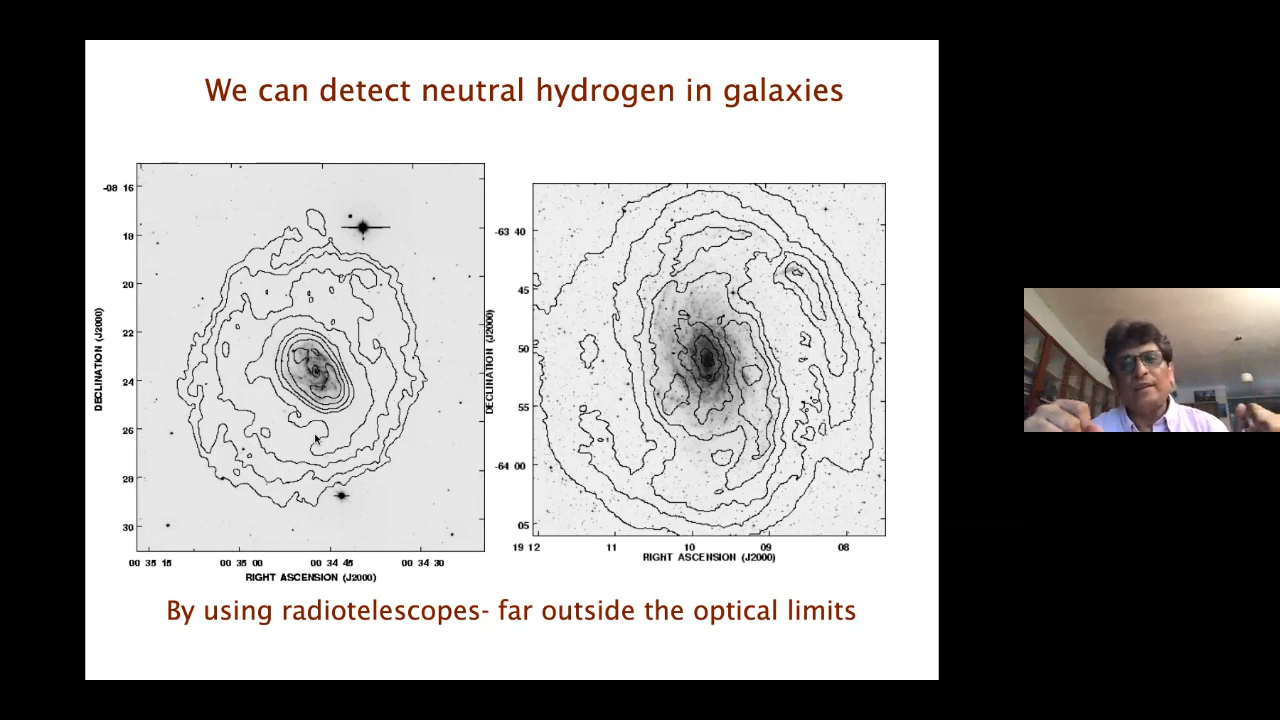 We can detect neutral hydrogen in galaxies
-08 16
18
20
22
24
26
28
30
DECLINATION (J2000)
00 35 15
00 35 00
00 34 45
00 34 30
RIGHT ASCENSION (J2000)
-63 40
45
50
55
-64 00
05
DECLINATION (J2000)
19 12
11
10
09
08
RIGHT ASCENSION (J2000)
By using radiotelescopes- far outside the optical limits